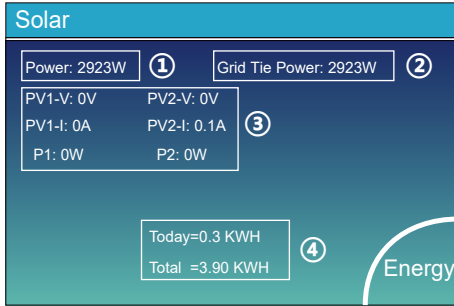 Solar
Power: 2923W ① Grid Tie Power: 2923W ②
PV1-V: 0V PV2-V: 0V
PV1-I: 0A PV2-I: 0.1A ③
P1: 0W P2: 0W
Today=0.3 KWH
④
Total =3.90 KWH
Energy